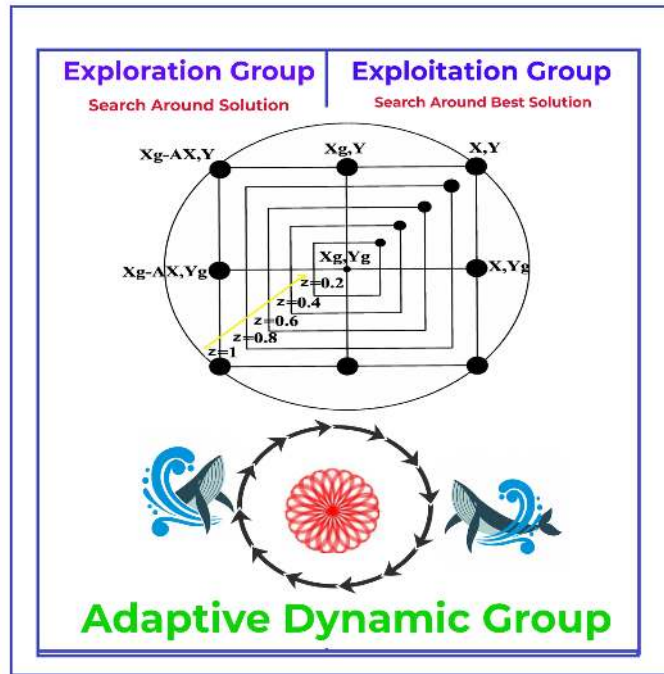 Exploration Group
Search Around Solution
Exploitation Group
Search Around Best Solution
Xg-AX,Y
Xg,Y
X,Y
Xg-AX,Yg
Xg,Yg
X,Yg
z=0.2
z=0.4
z=0.6
z=0.8
z=1
Adaptive Dynamic Group